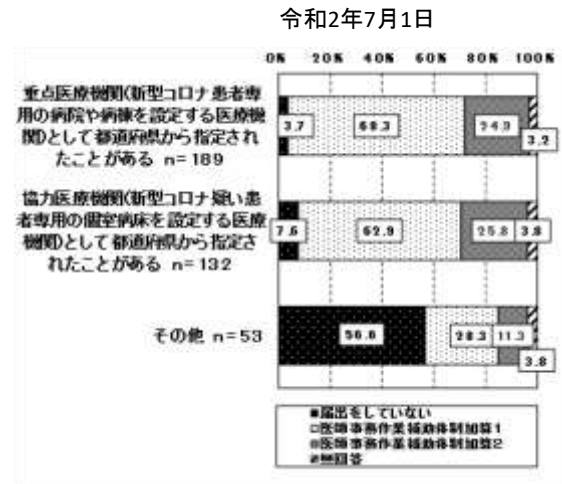 令和2年7月1日
0% 20% 40% 60% 80% 100%
重点医療機関(新型コロナ患者専
用の病院や病棟を設定する医療機
関)として都道府県から指定され
たことがある n=189
3.7 68.3 24.9 3.2
協力医療機関(新型コロナ疑い患
者専用の個室病床を設定する医療
機関)として都道府県から指定さ
れたことがある n=132
7.6 62.9 25.8 3.8
その他 n=53
56.6 28.3 11.3 3.8
■届出をしていない
□医師事務作業補助体制加算1
■医師事務作業補助体制加算2
無回答